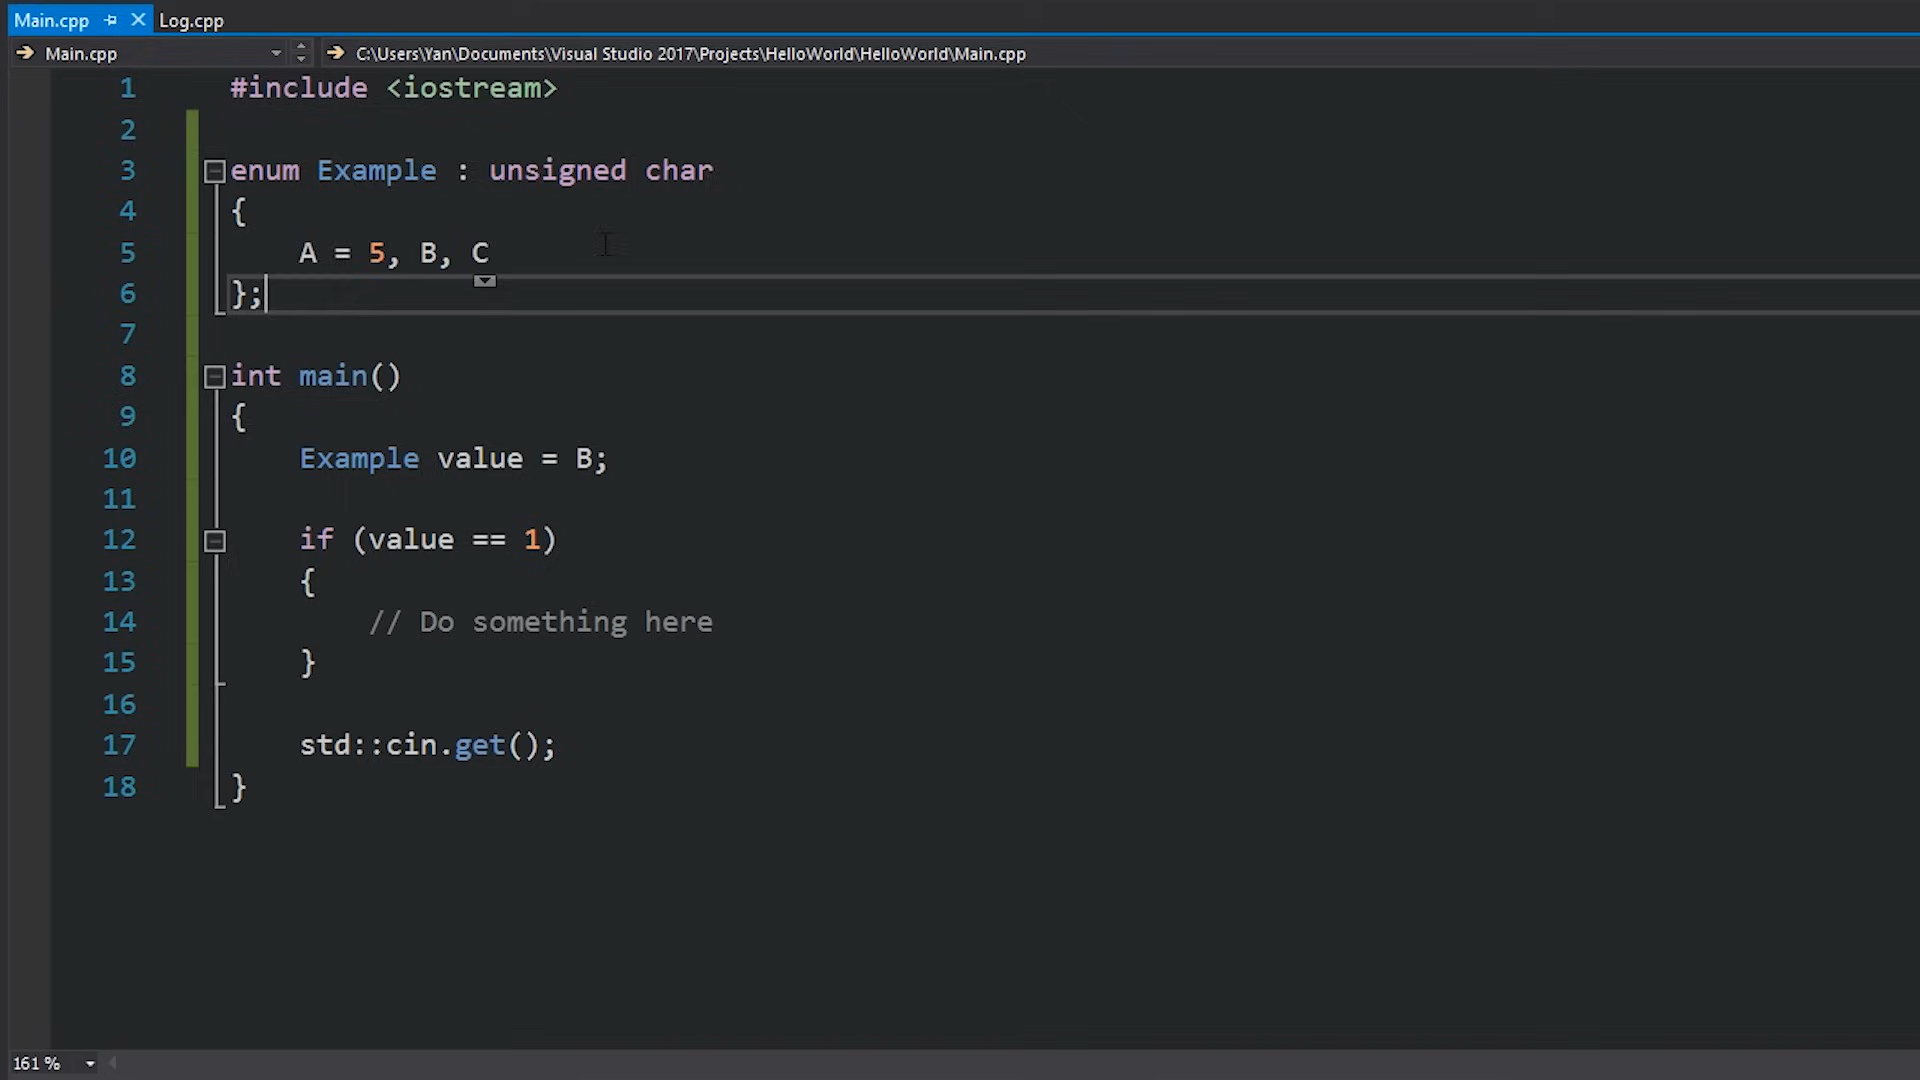 Main.cpp Log.cpp
Main.cpp C:\Users\Yan\Documents\Visual Studio 2017\Projects\HelloWorld\HelloWorld\Main.cpp
1 #include <iostream>
2
3 enum Example : unsigned char
4 {
5 A = 5, B, C
6 };
7
8 int main()
9 {
10 Example value = B;
11
12 if (value == 1)
13 {
14 // Do something here
15 }
16
17 std::cin.get();
18 }
161 %